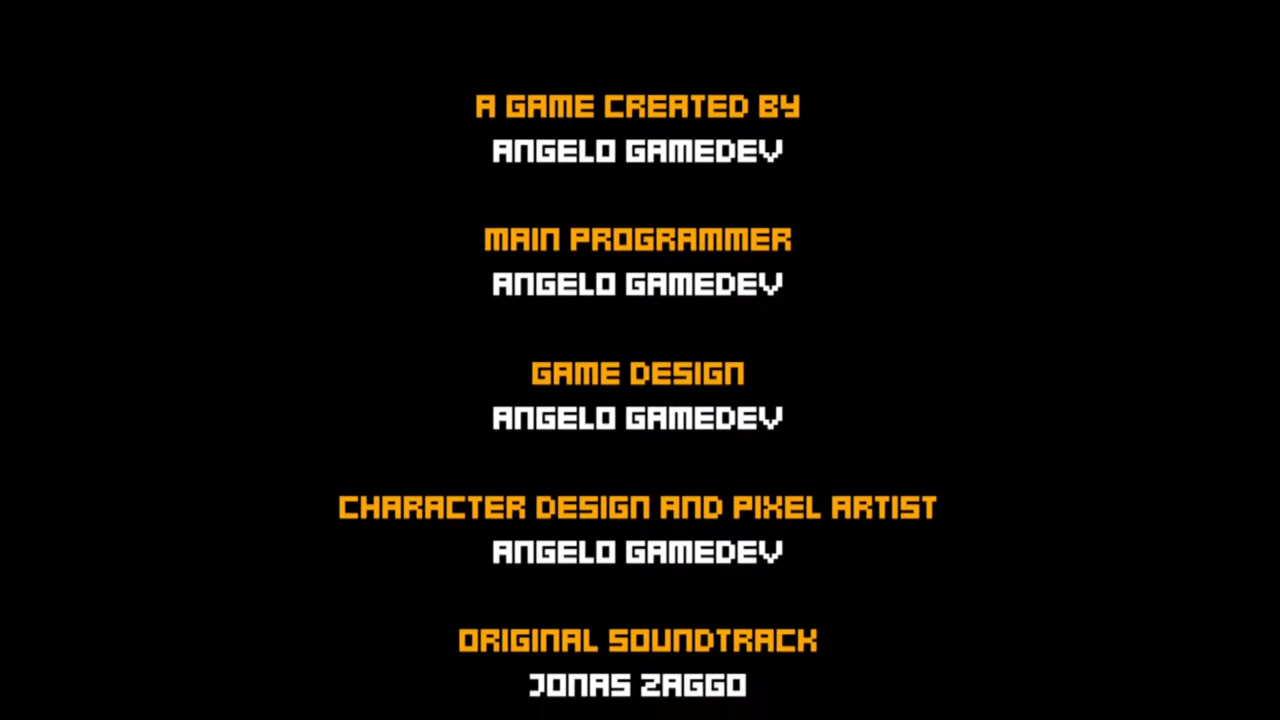 A GAME CREATED BY
ANGELO GAMEDEV
MAIN PROGRAMMER
ANGELO GAMEDEV
GAME DESIGN
ANGELO GAMEDEV
CHARACTER DESIGN AND PIXEL ARTIST
ANGELO GAMEDEV
ORIGINAL SOUNDTRACK
JONAS ZAGGO